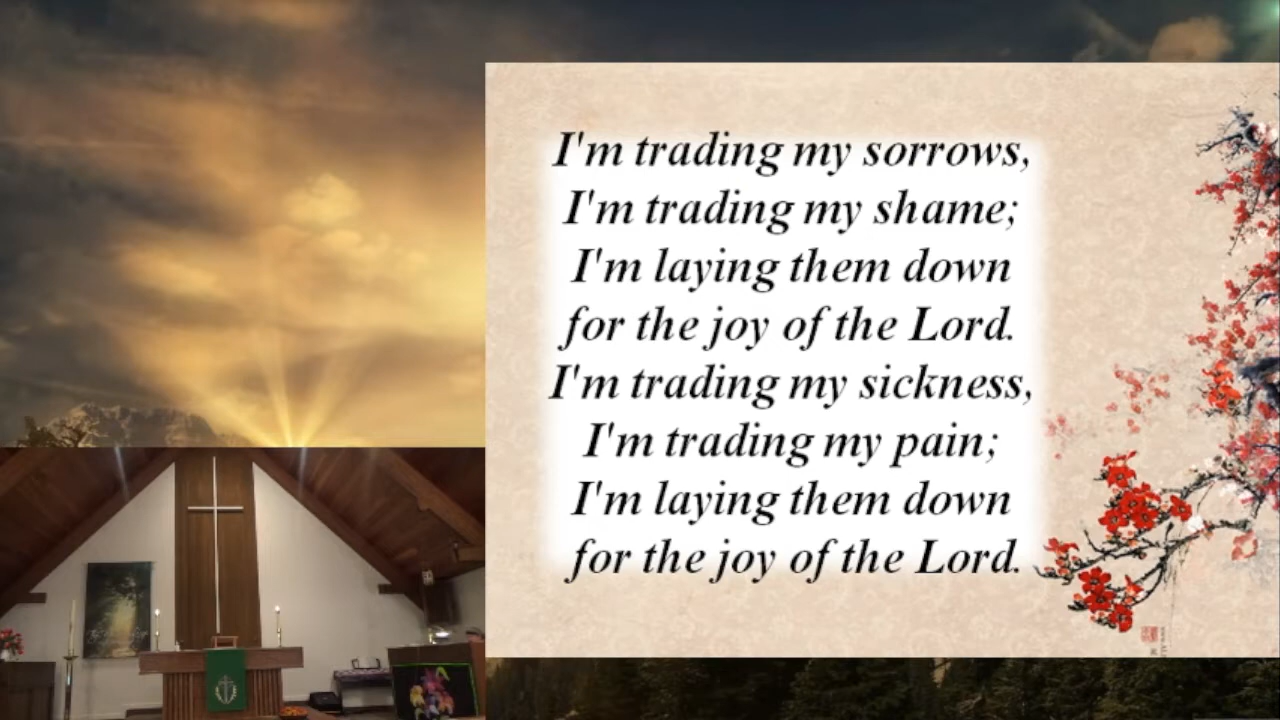 I'm trading my sorrows,
I'm trading my shame;
I'm laying them down
for the joy of the Lord.
I'm trading my sickness,
I'm trading my pain;
I'm laying them down
for the joy of the Lord.